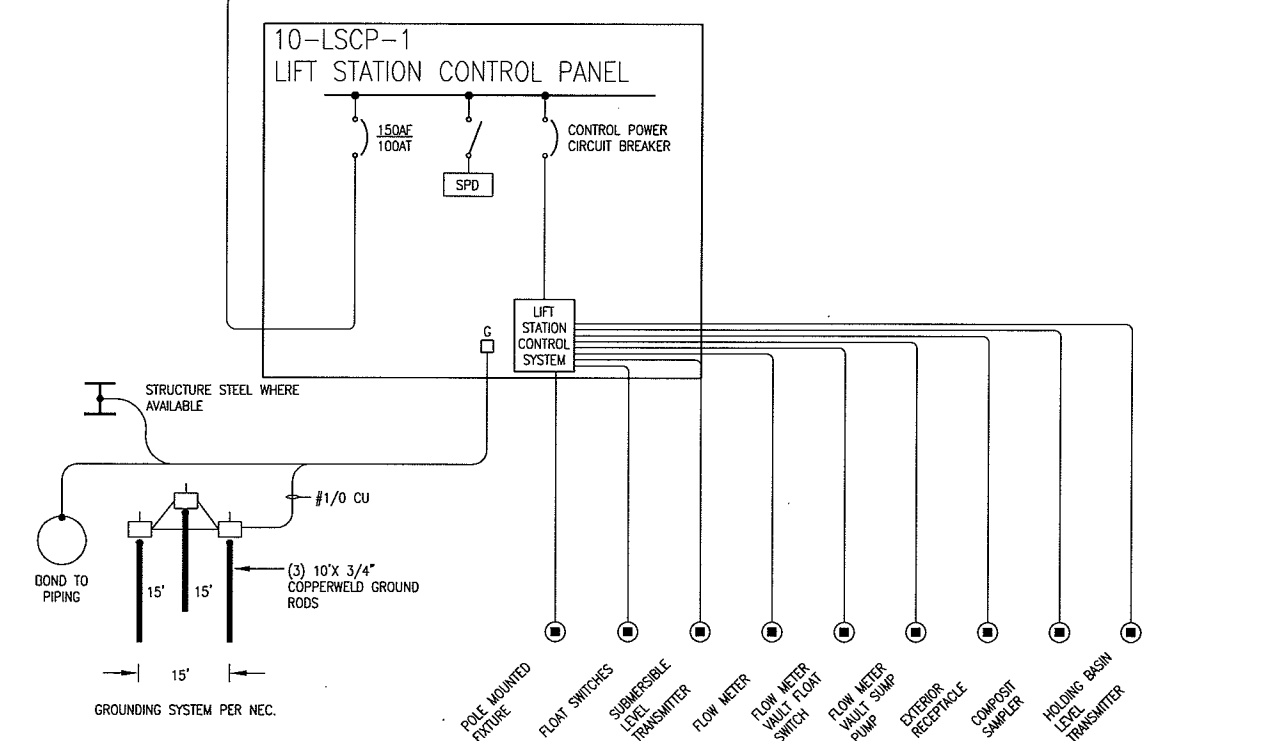 10-LSCP-1
LIFT STATION CONTROL PANEL
150AF
100AT
CONTROL POWER
CIRCUIT BREAKER
SPD
LIFT
STATION
CONTROL
SYSTEM
G
STRUCTURE STEEL WHERE
AVAILABLE
#1/0 CU
BOND TO
PIPING
15'
15'
(3) 10'X 3/4"
COPPERWELD GROUND
RODS
15'
GROUNDING SYSTEM PER NEC.
POLE MOUNTED
FIXTURE
FLOAT SWITCHES
SUBMERSIBLE
LEVEL
TRANSMITTER
FLOW METER
FLOW METER
VAULT FLOAT
SWITCH
FLOW METER
VAULT SUMP
PUMP
EXTERIOR
RECEPTACLE
COMPOSIT
SAMPLER
HOLDING BASIN
LEVEL
TRANSMITTER